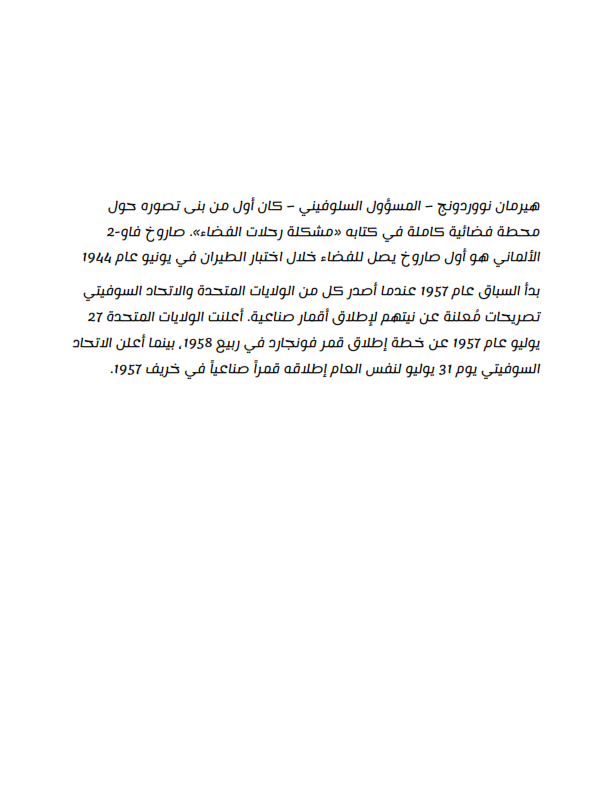 هيرمان نووردونج – المسؤول السلوفيني – كان أول من بنى تصوره حول
محطة فضائية كاملة في كتابه «مشكلة رحلات الفضاء». صاروخ فاو-2
الألماني هو أول صاروخ يصل للفضاء خلال اختبار الطيران في يونيو عام 1944
بدأ السباق عام 1957 عندما أصدر كل من الولايات المتحدة والاتحاد السوفيتي
تصريحات مُعلنة عن نيتهم لإطلاق أقمار صناعية. أعلنت الولايات المتحدة 27
يوليو عام 1957 عن خطة إطلاق قمر فونجارد في ربيع 1958، بينما أعلن الاتحاد
السوفيتي يوم 31 يوليو لنفس العام إطلاقه قمراً صناعياً في خريف 1957.